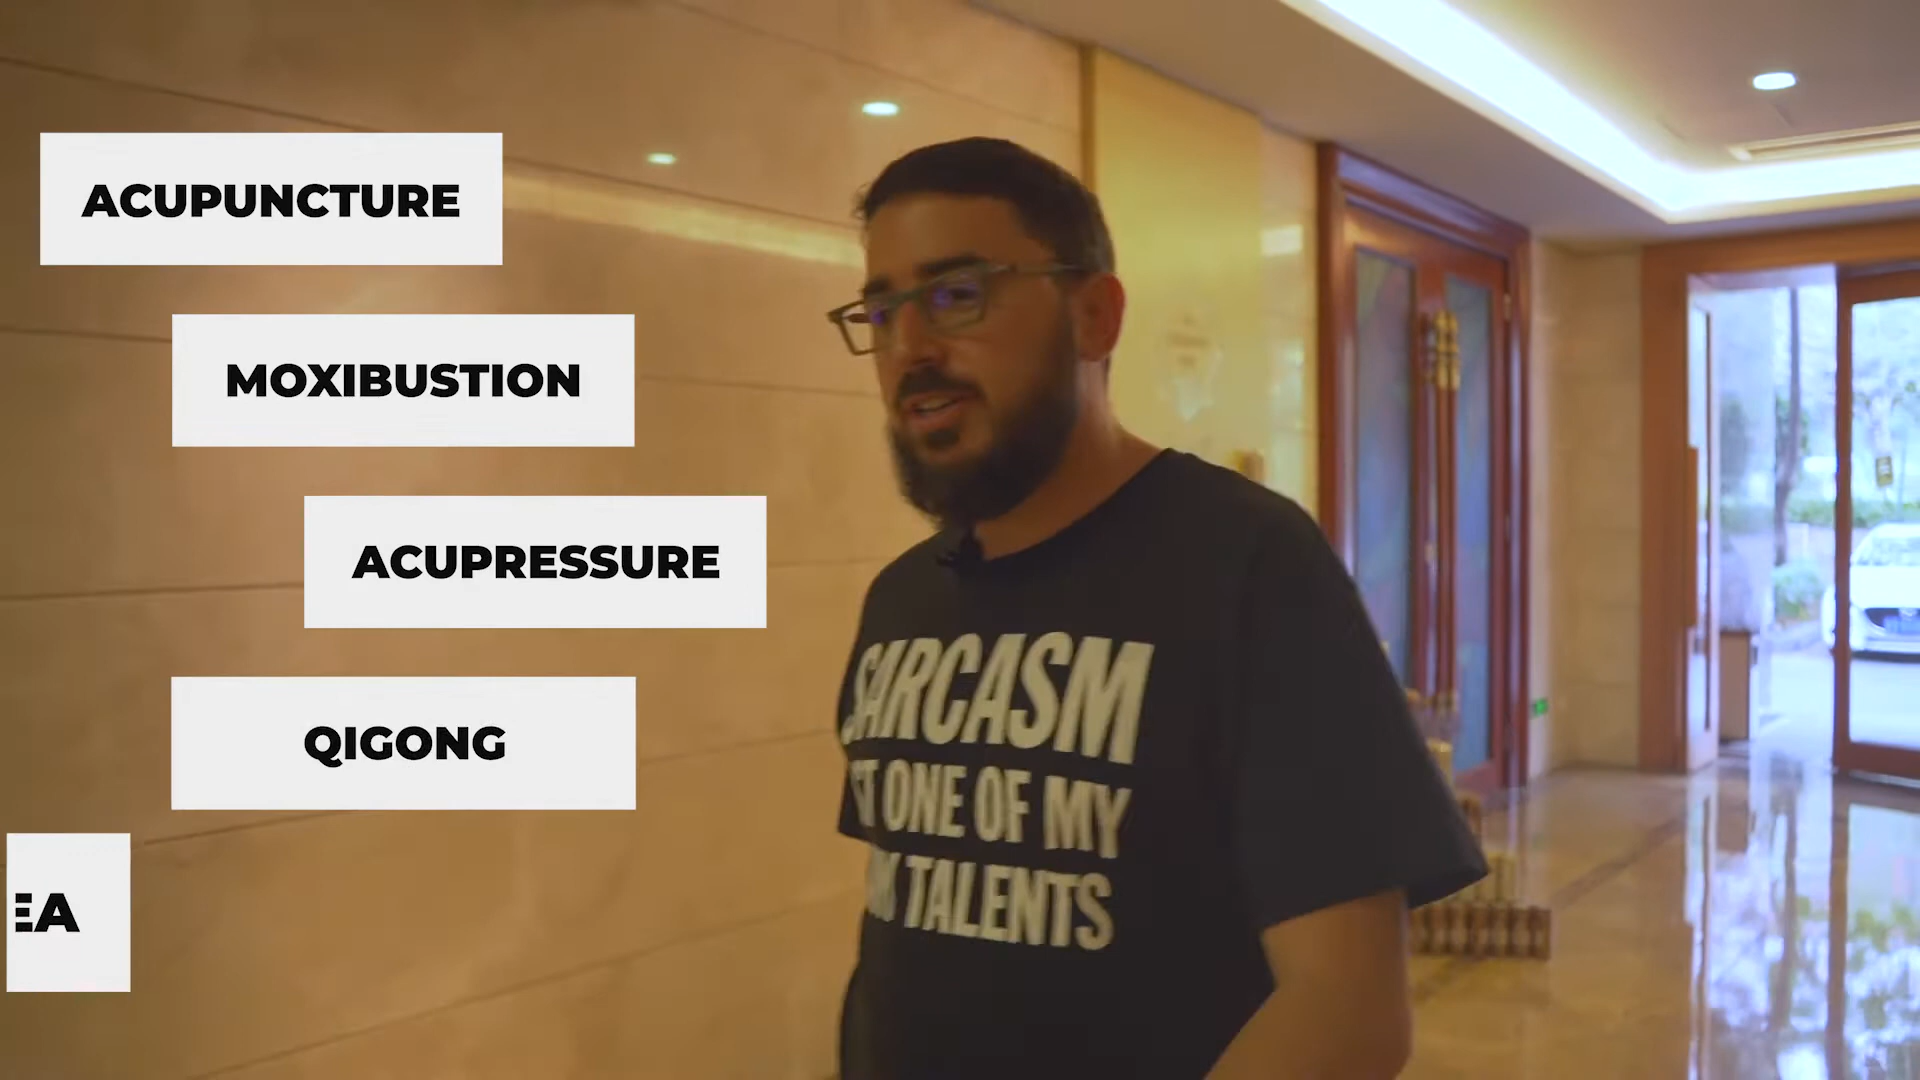 ACUPUNCTURE
MOXIBUSTION
ACUPRESSURE
QIGONG
EA
SARCASM
ONE OF MY
TALENTS